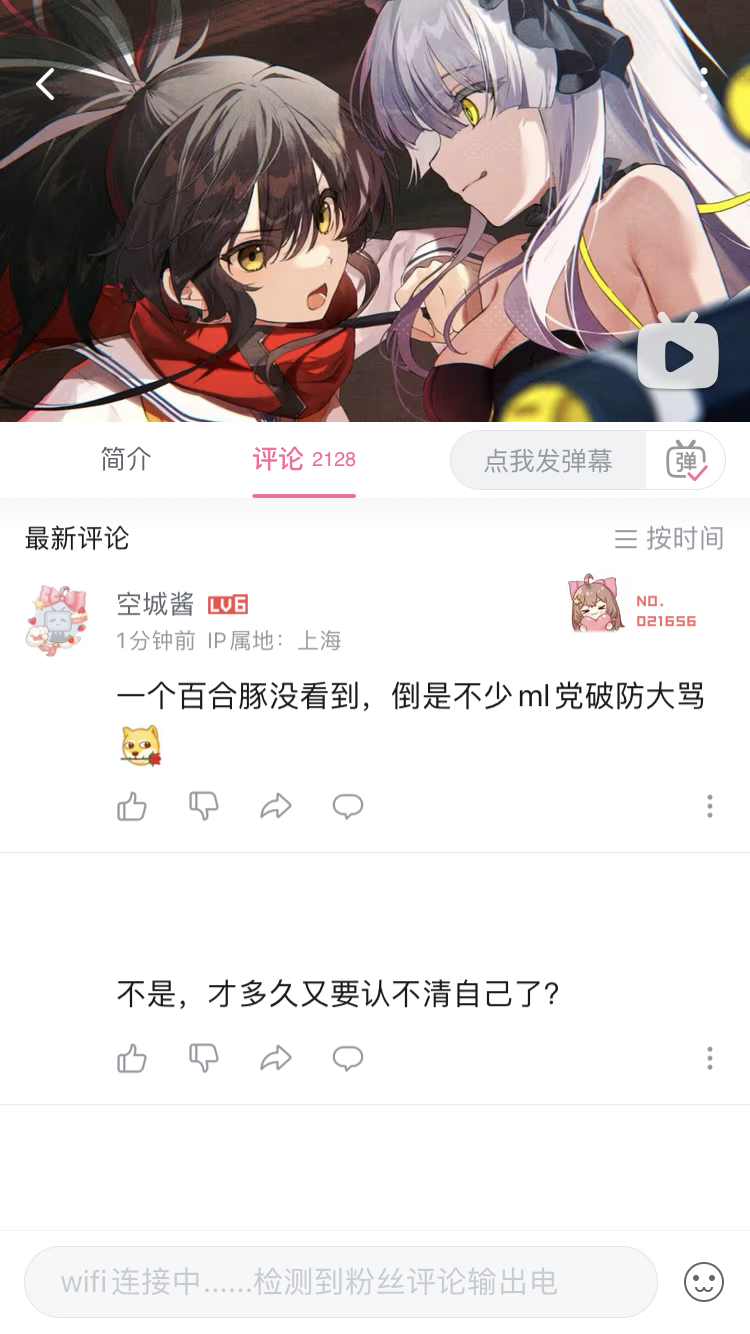 简介
评论 2128
点我发弹幕
弹
最新评论
按时间
空城酱 LV6
NO.
021656
1分钟前 IP属地：上海
一个百合豚没看到，倒是不少ml党破防大骂
不是，才多久又要认不清自己了?
wifi连接中......检测到粉丝评论输出电